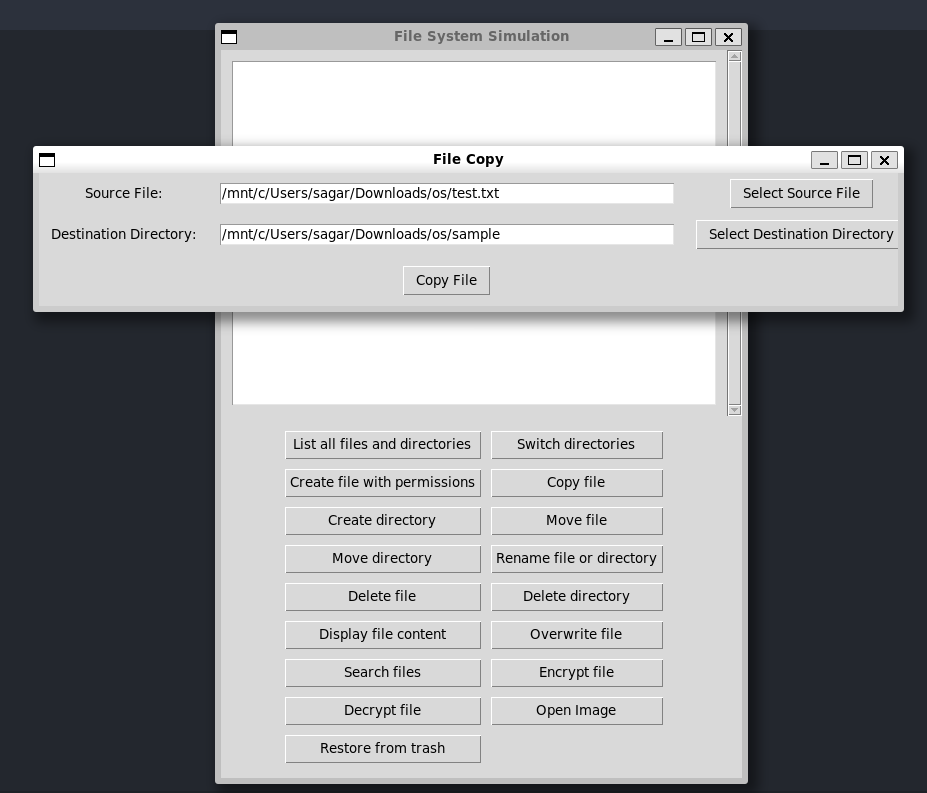 File System Simulation
File Copy
Source File: /mnt/c/Users/sagar/Downloads/os/test.txt Select Source File
Destination Directory: /mnt/c/Users/sagar/Downloads/os/sample Select Destination Directory
Copy File
List all files and directories Switch directories
Create file with permissions Copy file
Create directory Move file
Move directory Rename file or directory
Delete file Delete directory
Display file content Overwrite file
Search files Encrypt file
Decrypt file Open Image
Restore from trash